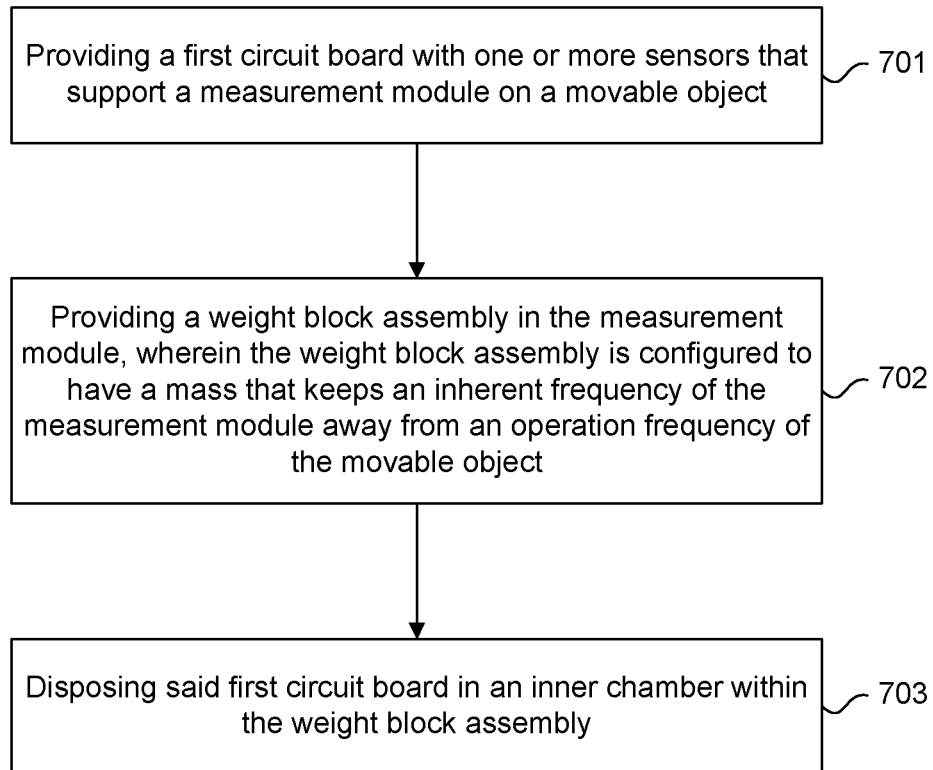 Providing a first circuit board with one or more sensors that
support a measurement module on a movable object
701
Providing a weight block assembly in the measurement
module, wherein the weight block assembly is configured to
have a mass that keeps an inherent frequency of the
measurement module away from an operation frequency of
the movable object
702
Disposing said first circuit board in an inner chamber within
the weight block assembly
703